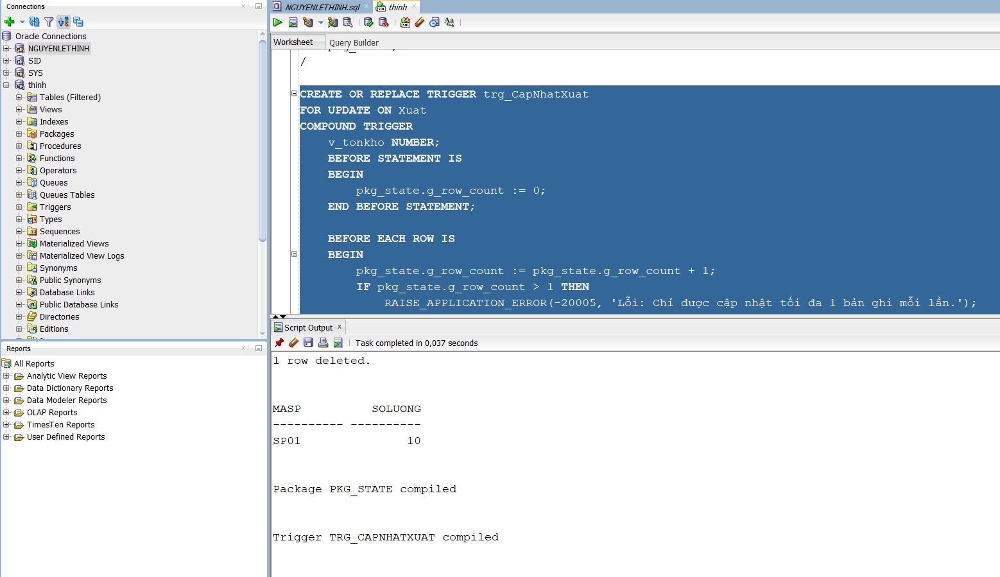 Connections
Oracle Connections
NGUYENLETHINH
SID
SYS
thinh
Tables (Filtered)
Views
Indexes
Packages
Procedures
Functions
Operators
Queues
Queues Tables
Triggers
Types
Sequences
Materialized Views
Materialized View Logs
Synonyms
Public Synonyms
Database Links
Public Database Links
Directories
Editions
Reports
All Reports
Analytic View Reports
Data Dictionary Reports
Data Modeler Reports
OLAP Reports
TimesTen Reports
User Defined Reports
NGUYENLETHINH.sql
thinh
Worksheet
Query Builder
/
CREATE OR REPLACE TRIGGER trg_CapNhatXuat
FOR UPDATE ON Xuat
COMPOUND TRIGGER
v_tonkho NUMBER;
BEFORE STATEMENT IS
BEGIN
pkg_state.g_row_count := 0;
END BEFORE STATEMENT;
BEFORE EACH ROW IS
BEGIN
pkg_state.g_row_count := pkg_state.g_row_count + 1;
IF pkg_state.g_row_count > 1 THEN
RAISE_APPLICATION_ERROR(-20005, 'Lỗi: Chỉ được cập nhật tối đa 1 bản ghi mỗi lần.');
Script Output
Task completed in 0,037 seconds
1 row deleted.
MASP SOLUONG
---------- ----------
SP01 10
Package PKG_STATE compiled
Trigger TRG_CAPNHATXUAT compiled